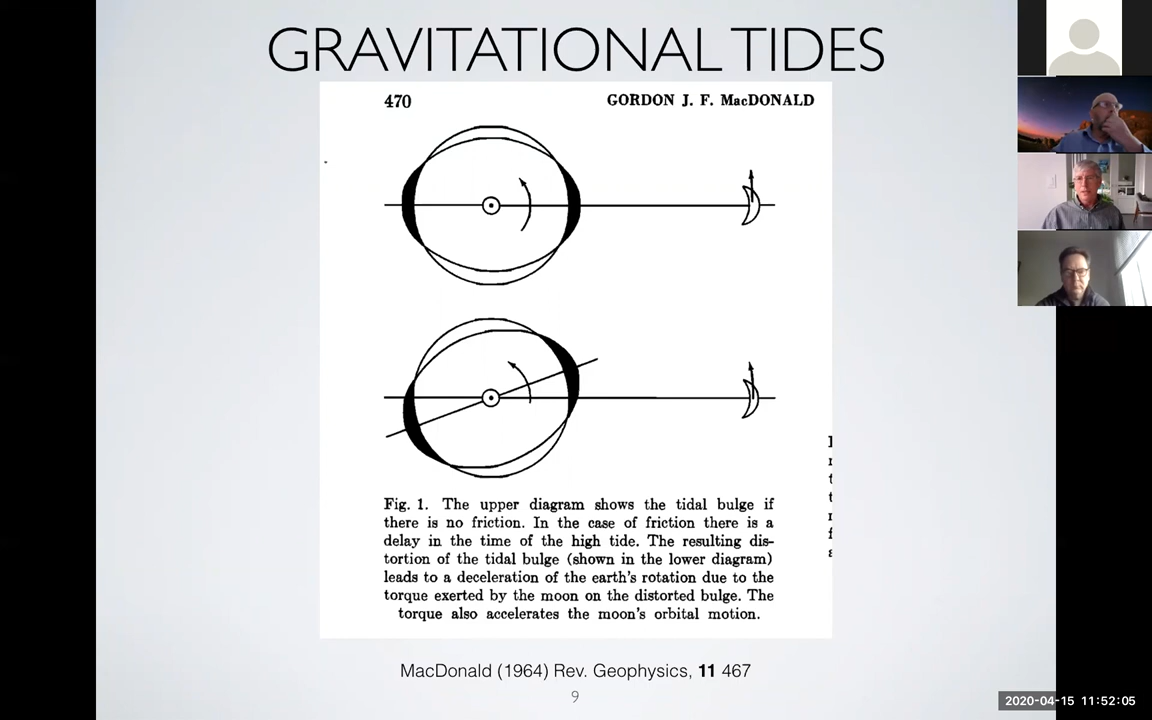 GRAVITATIONAL TIDES
470 GORDON J. F. MacDONALD
Fig. 1. The upper diagram shows the tidal bulge if
there is no friction. In the case of friction there is a
delay in the time of the high tide. The resulting dis-
tortion of the tidal bulge (shown in the lower diagram)
leads to a deceleration of the earth's rotation due to the
torque exerted by the moon on the distorted bulge. The
torque also accelerates the moon's orbital motion.
MacDonald (1964) Rev. Geophysics, 11 467
9
2020-04-15 11:52:05